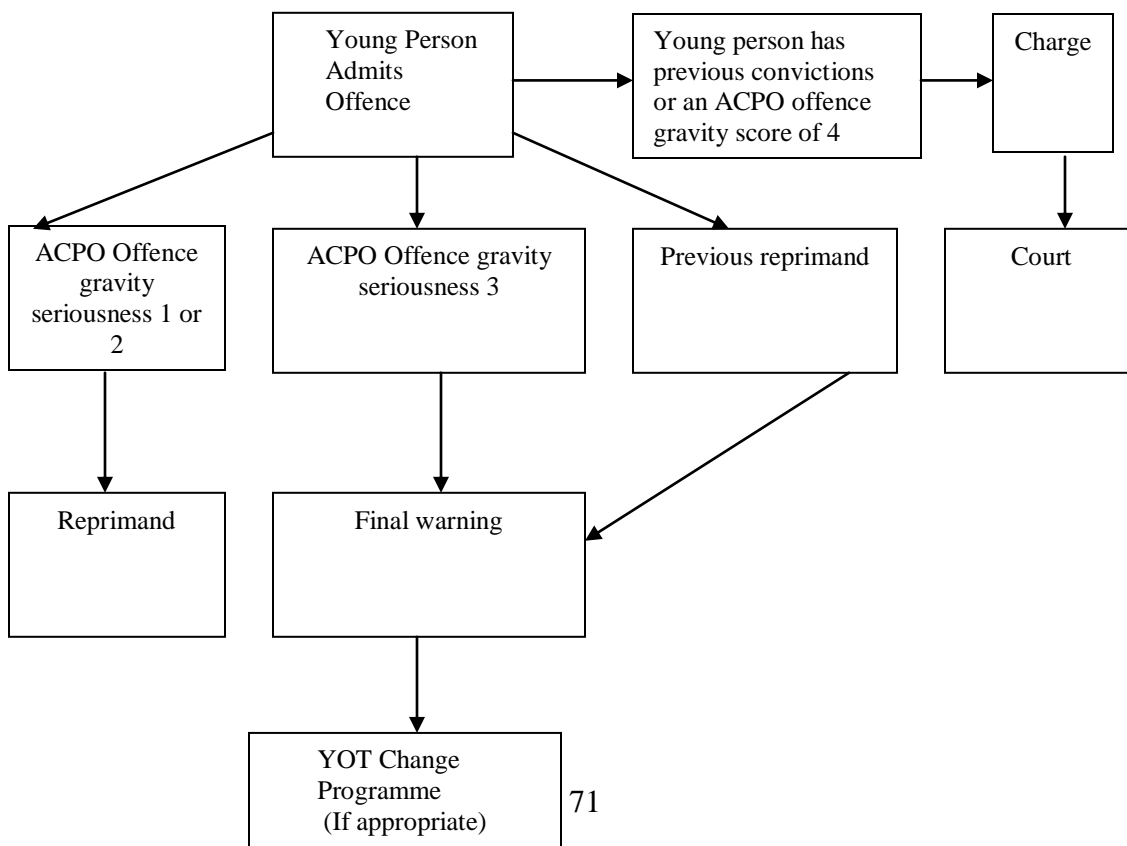 Young Person
Admits
Offence
Young person has
previous convictions
or an ACPO offence
gravity score of 4
Charge
ACPO Offence
gravity
seriousness 1 or
2
ACPO Offence gravity
seriousness 3
Previous reprimand
Court
Reprimand
Final warning
YOT Change
Programme
(If appropriate)
71